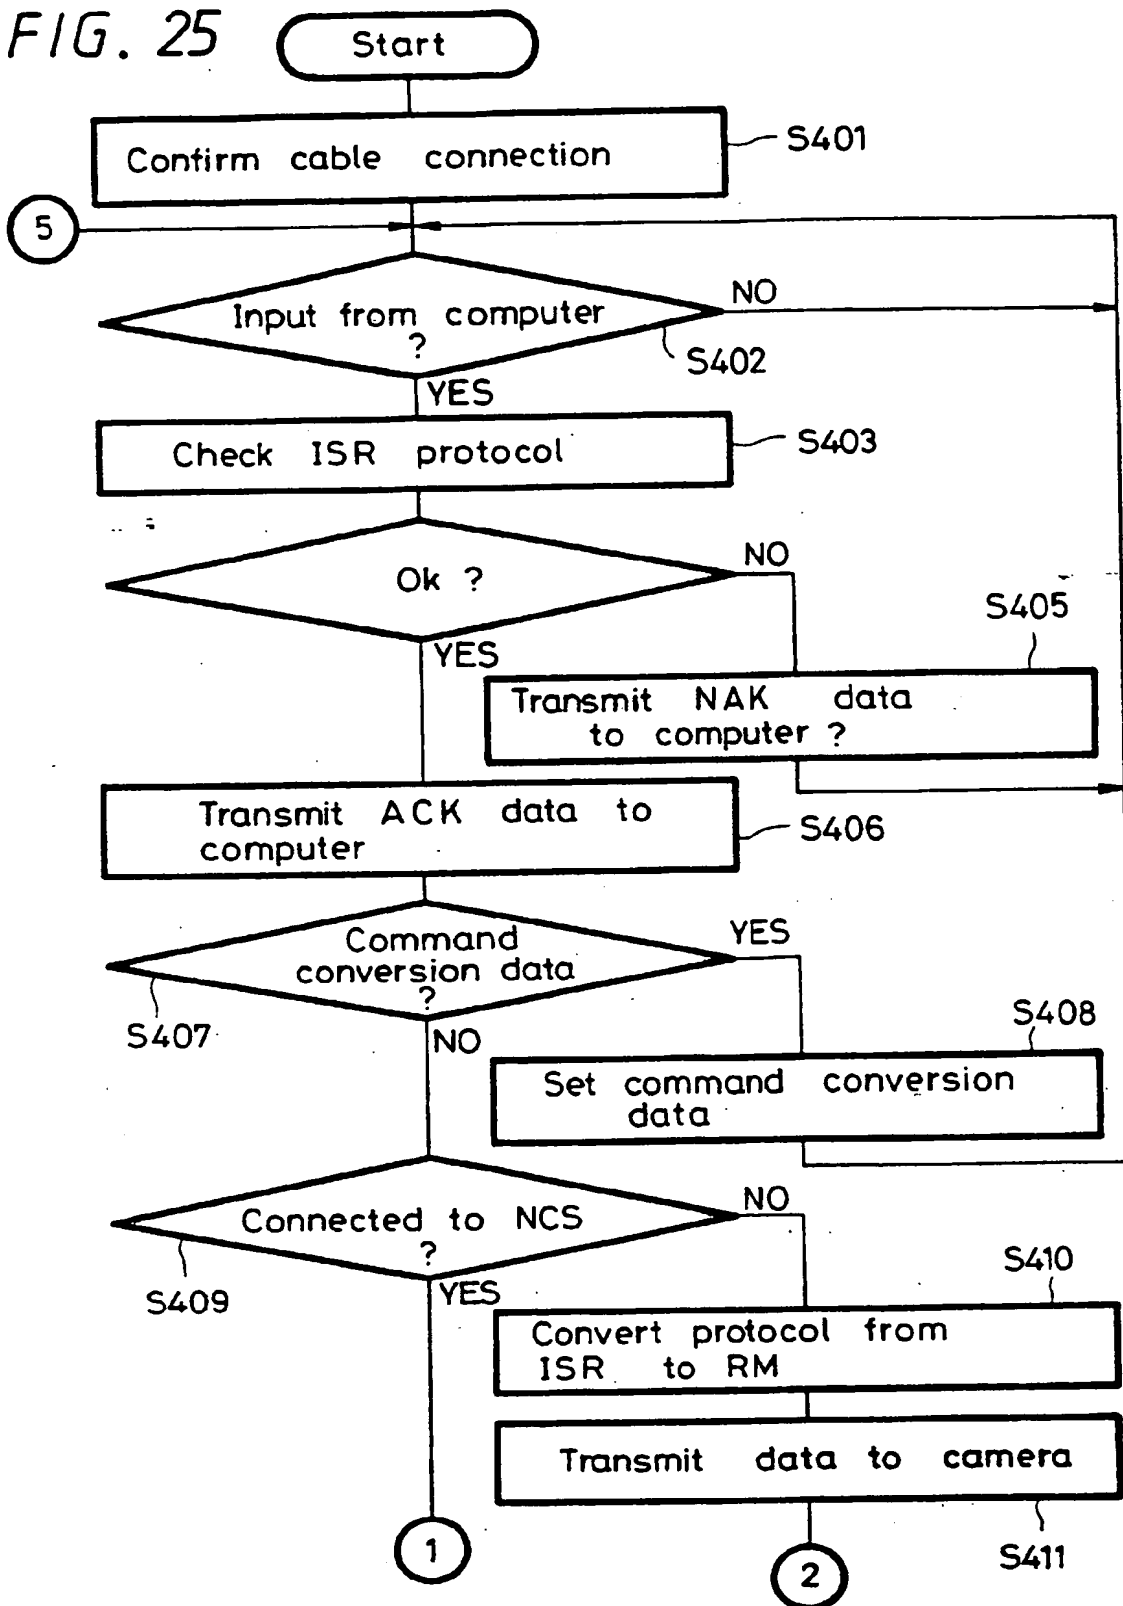 FIG. 25
Start
Confirm cable connection
S401
5
Input from computer
?
NO
S402
YES
Check ISR protocol
S403
Ok ?
NO
YES
S405
Transmit NAK data
to computer ?
Transmit ACK data to
computer
S406
Command
conversion data
?
YES
S407
NO
S408
Set command conversion
data
Connected to NCS
?
NO
S409
YES
S410
Convert protocol from
ISR to RM
Transmit data to camera
S411
1
2